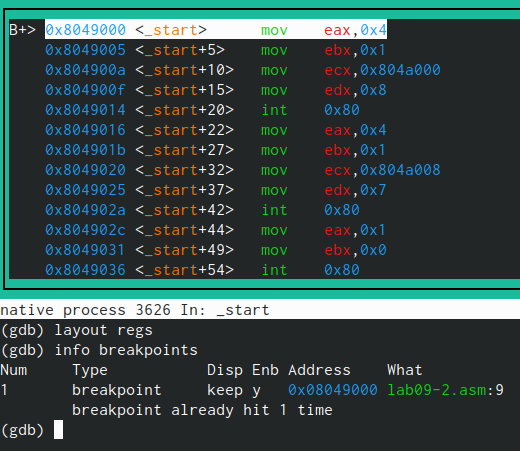 B+> 0x8049000 <_start> mov eax,0x4
0x8049005 <_start+5> mov ebx,0x1
0x804900a <_start+10> mov ecx,0x804a000
0x804900f <_start+15> mov edx,0x8
0x8049014 <_start+20> int 0x80
0x8049016 <_start+22> mov eax,0x4
0x804901b <_start+27> mov ebx,0x1
0x8049020 <_start+32> mov ecx,0x804a008
0x8049025 <_start+37> mov edx,0x7
0x804902a <_start+42> int 0x80
0x804902c <_start+44> mov eax,0x1
0x8049031 <_start+49> mov ebx,0x0
0x8049036 <_start+54> int 0x80
native process 3626 In: _start
(gdb) layout regs
(gdb) info breakpoints
Num Type Disp Enb Address What
1 breakpoint keep y 0x08049000 lab09-2.asm:9
breakpoint already hit 1 time
(gdb)